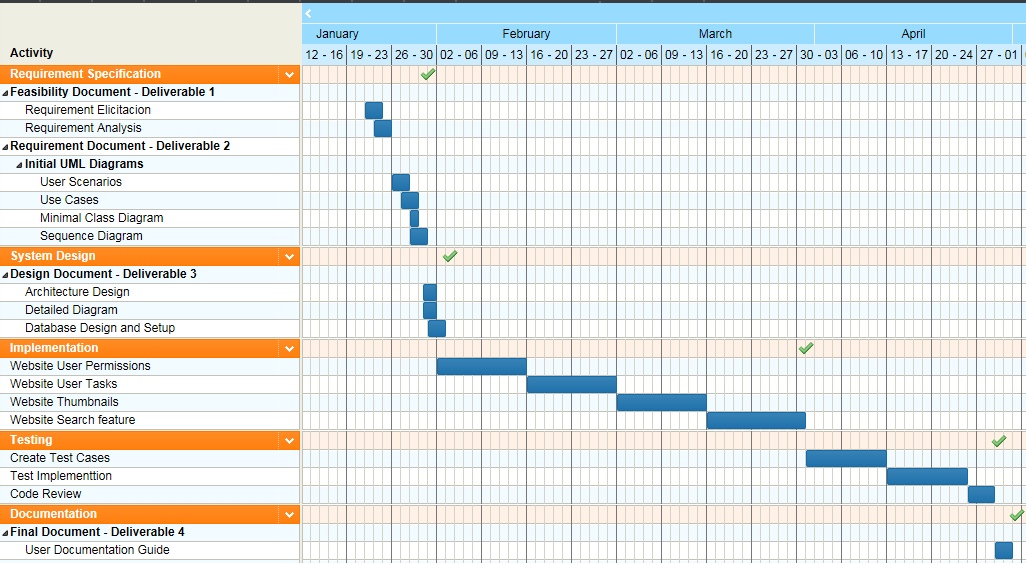 January February March April
Activity 12 - 16 19 - 23 26 - 30 02 - 06 09 - 13 16 - 20 23 - 27 02 - 06 09 - 13 16 - 20 23 - 27 30 - 03 06 - 10 13 - 17 20 - 24 27 - 01
Requirement Specification
Feasibility Document - Deliverable 1
Requirement Elicitacion
Requirement Analysis
Requirement Document - Deliverable 2
Initial UML Diagrams
User Scenarios
Use Cases
Minimal Class Diagram
Sequence Diagram
System Design
Design Document - Deliverable 3
Architecture Design
Detailed Diagram
Database Design and Setup
Implementation
Website User Permissions
Website User Tasks
Website Thumbnails
Website Search feature
Testing
Create Test Cases
Test Implementtion
Code Review
Documentation
Final Document - Deliverable 4
User Documentation Guide